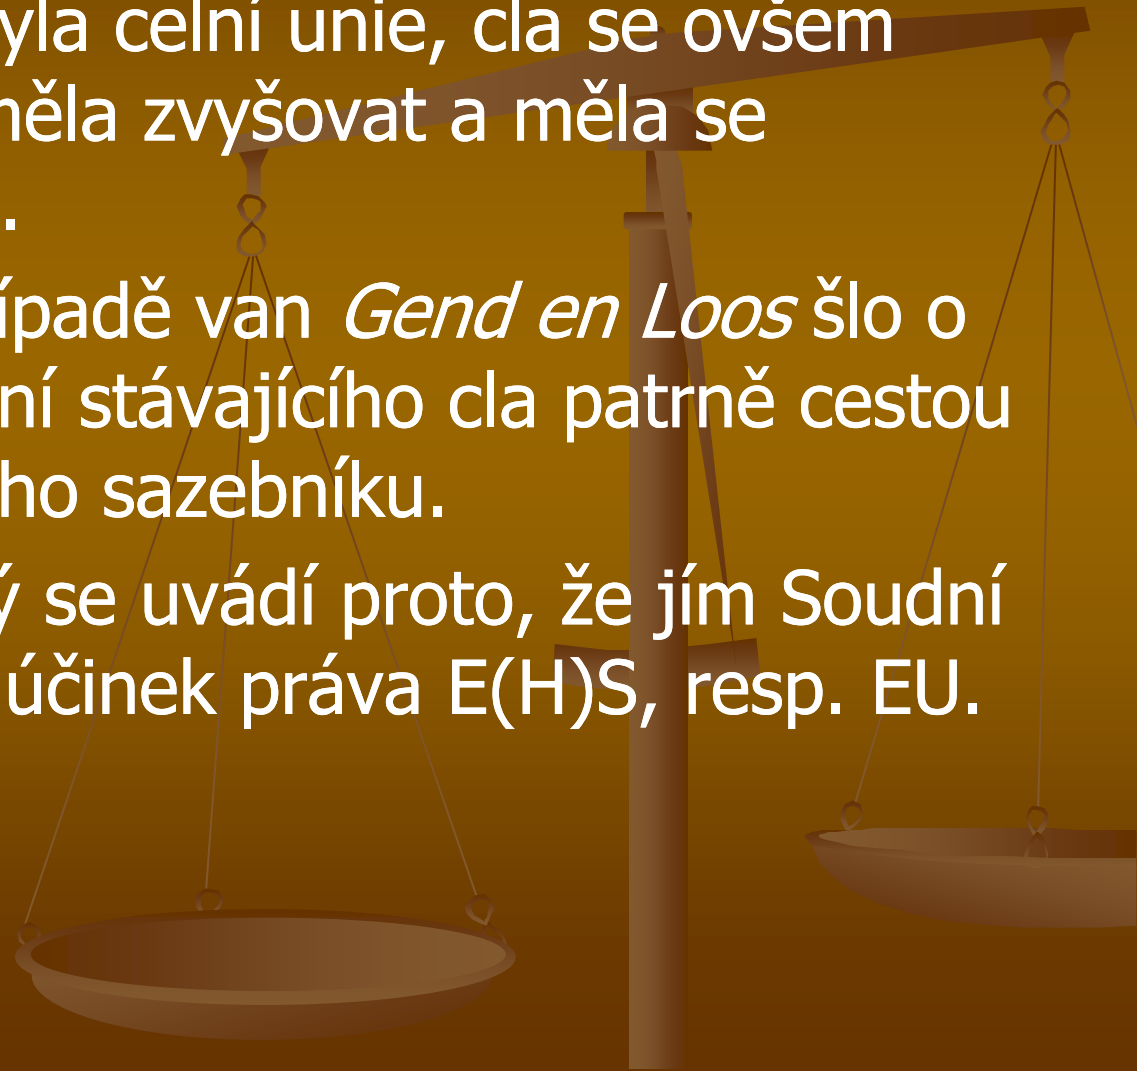 yla celní unie, cla se ovšem
měla zvyšovat a měla se
.
ípadě van Gend en Loos šlo o
ní stávajícího cla patrně cestou
ho sazebníku.
ý se uvádí proto, že jím Soudní
účinek práva E(H)S, resp. EU.